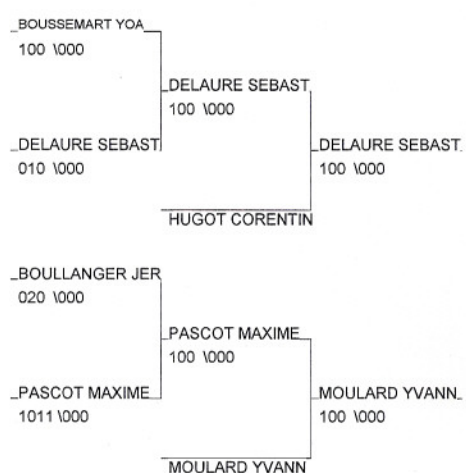 BOUSSEMART YOA
100 \000
DELAURE SEBAST
100 \000
DELAURE SEBAST
010 \000
DELAURE SEBAST
100 \000
HUGOT CORENTIN
BOULLANGER JER
020 \000
PASCOT MAXIME
100 \000
PASCOT MAXIME
1011 \000
MOULARD YVANN
100 \000
MOULARD YVANN